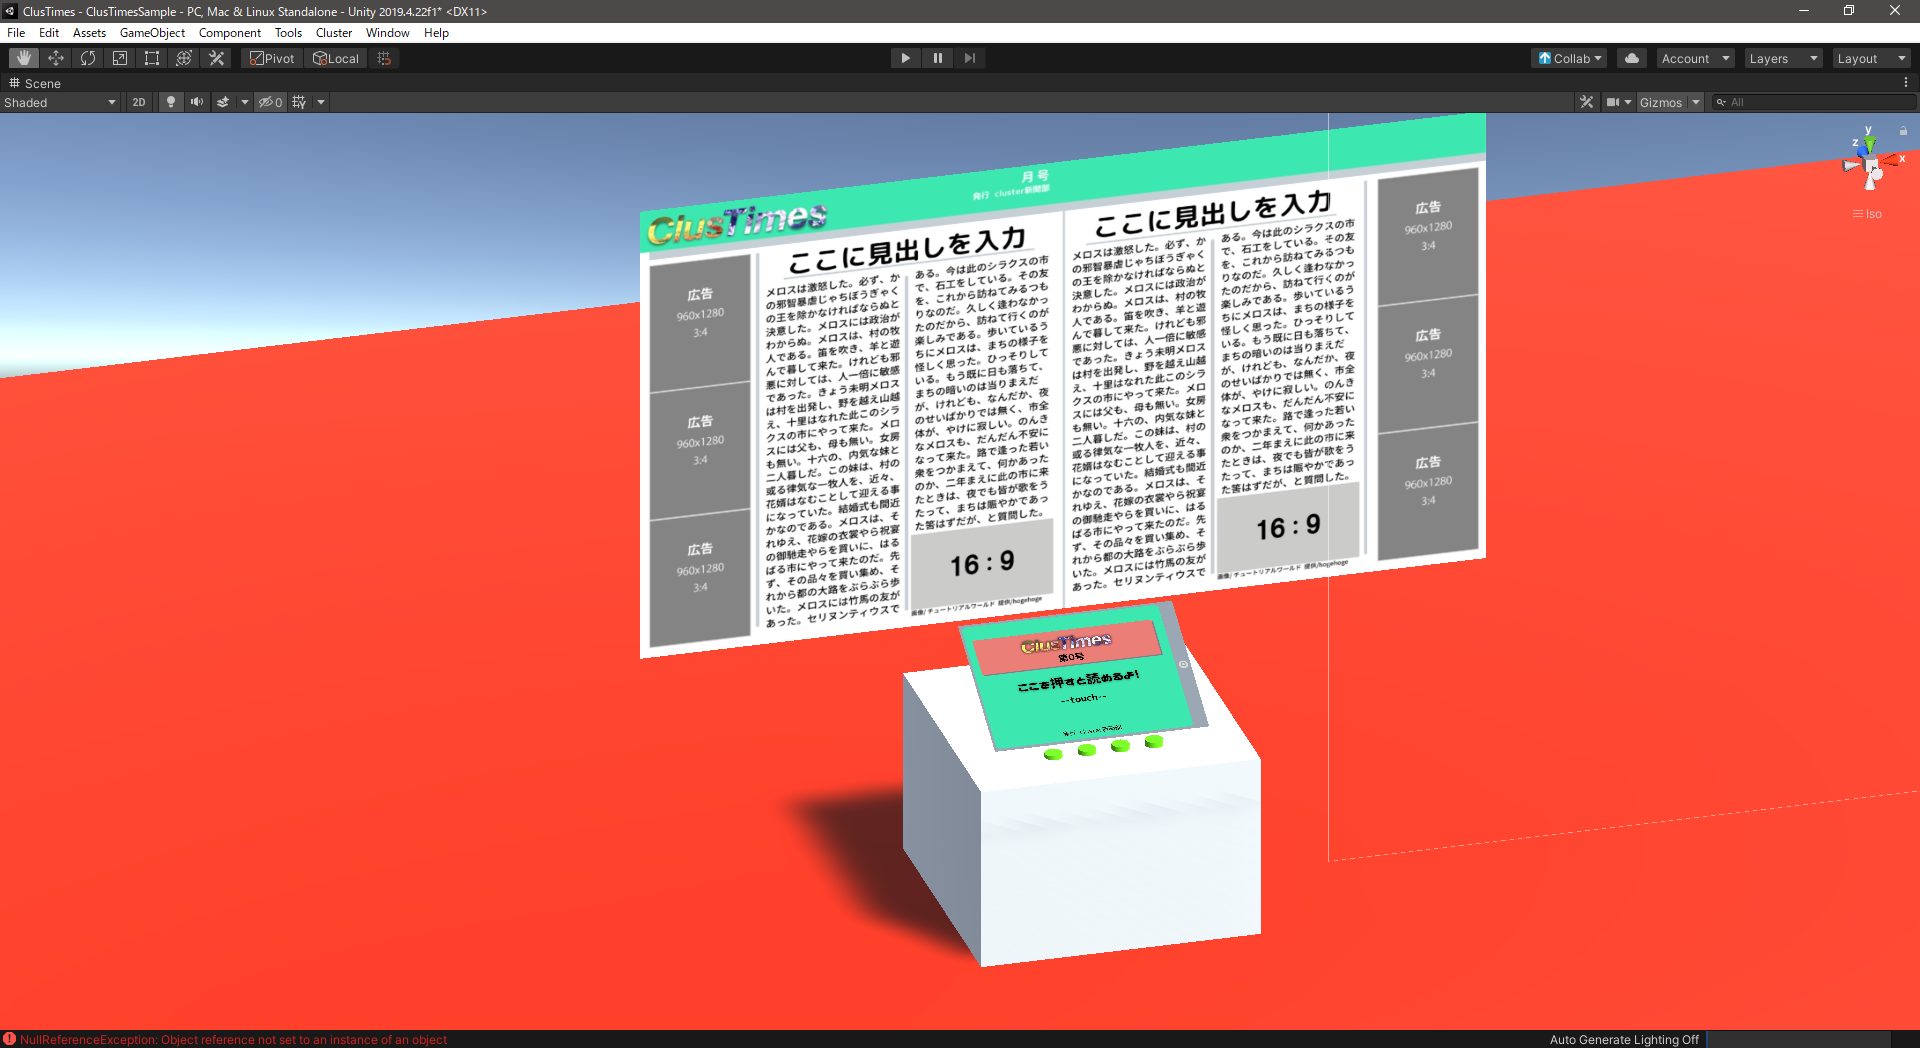 ClusTimes - ClusTimesSample - PC, Mac & Linux Standalone - Unity 2019.4.22f1* <DX11>
File Edit Assets GameObject Component Tools Cluster Window Help
Pivot Local Collab Account Layers Layout
Scene
Shaded 2D 0 Gizmos All
y
z
x
Iso
月号
発行 cluster新聞部
ClusTimes
広告
960x1280
3:4
広告
960x1280
3:4
広告
960x1280
3:4
ここに見出しを入力
メロスは激怒した。必ず、か
の邪智暴虐じゃちぼうぎゃく
の王を除かなければならぬと
決意した。メロスには政治が
わからぬ。メロスは、村の牧
人である。笛を吹き、羊と遊
んで暮して来た。けれども邪
悪に対しては、人一倍に敏感
であった。きょう未明メロス
は村を出発し、野を越え山越
え、十里はなれた此このシラ
クスの市にやって来た。メロ
スには父も、母も無い。女房
も無い。十六の、内気な妹と
二人暮しだ。この妹は、村の
或る律気な一牧人を、近々、
花婿はなむことして迎える事
になっていた。結婚式も間近
かなのである。メロスは、そ
れゆえ、花嫁の衣裳やら祝宴
の御馳走やらを買いに、はる
ばる市にやって来たのだ。先
ず、その品々を買い集め、そ
れから都の大路をぶらぶら歩
いた。メロスには竹馬の友が
あった。セリヌンティウスで
ある。今は此のシラクスの市
で、石工をしている。その友
を、これから訪ねてみるつも
りなのだ。久しく逢わなかっ
たのだから、訪ねて行くのが
楽しみである。歩いているう
ちにメロスは、まちの様子を
怪しく思った。ひっそりして
いる。もう既に日も落ちて、
まちの暗いのは当りまえだ
が、けれども、なんだか、夜
のせいばかりでは無く、市全
体が、やけに寂しい。のんき
なメロスも、だんだん不安に
なって来た。路で逢った若い
衆をつかまえて、何かあった
のか、二年まえに此の市に来
たときは、夜でも皆が歌をう
たって、まちは賑やかであっ
た筈はずだが、と質問した。
16:9
画像/チュートリアルワールド 提供/hogehoge
ここに見出しを入力
メロスは激怒した。必ず、か
の邪智暴虐じゃちぼうぎゃく
の王を除かなければならぬと
決意した。メロスには政治が
わからぬ。メロスは、村の牧
人である。笛を吹き、羊と遊
んで暮して来た。けれども邪
悪に対しては、人一倍に敏感
であった。きょう未明メロス
は村を出発し、野を越え山越
え、十里はなれた此このシラ
クスの市にやって来た。メロ
スには父も、母も無い。女房
も無い。十六の、内気な妹と
二人暮しだ。この妹は、村の
或る律気な一牧人を、近々、
花婿はなむことして迎える事
になっていた。結婚式も間近
かなのである。メロスは、そ
れゆえ、花嫁の衣裳やら祝宴
の御馳走やらを買いに、はる
ばる市にやって来たのだ。先
ず、その品々を買い集め、そ
れから都の大路をぶらぶら歩
いた。メロスには竹馬の友が
あった。セリヌンティウスで
ある。今は此のシラクスの市
で、石工をしている。その友
を、これから訪ねてみるつも
りなのだ。久しく逢わなかっ
たのだから、訪ねて行くのが
楽しみである。歩いているう
ちにメロスは、まちの様子を
怪しく思った。ひっそりして
いる。もう既に日も落ちて、
まちの暗いのは当りまえだ
が、けれども、なんだか、夜
のせいばかりでは無く、市全
体が、やけに寂しい。のんき
なメロスも、だんだん不安に
なって来た。路で逢った若い
衆をつかまえて、何かあった
のか、二年まえに此の市に来
たときは、夜でも皆が歌をう
たって、まちは賑やかであっ
た筈はずだが、と質問した。
16:9
画像/チュートリアルワールド 提供/hogehoge
広告
960x1280
3:4
広告
960x1280
3:4
広告
960x1280
3:4
ClusTimes
第0号
ここを押すと読めるよ!
--touch--
NullReferenceException: Object reference not set to an instance of an object
Auto Generate Lighting Off